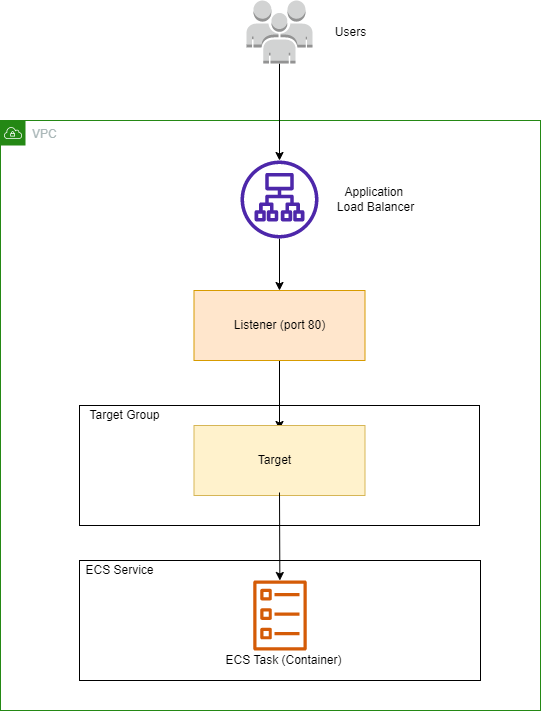 Users
VPC
Application
Load Balancer
Listener (port 80)
Target Group
Target
ECS Service
ECS Task (Container)